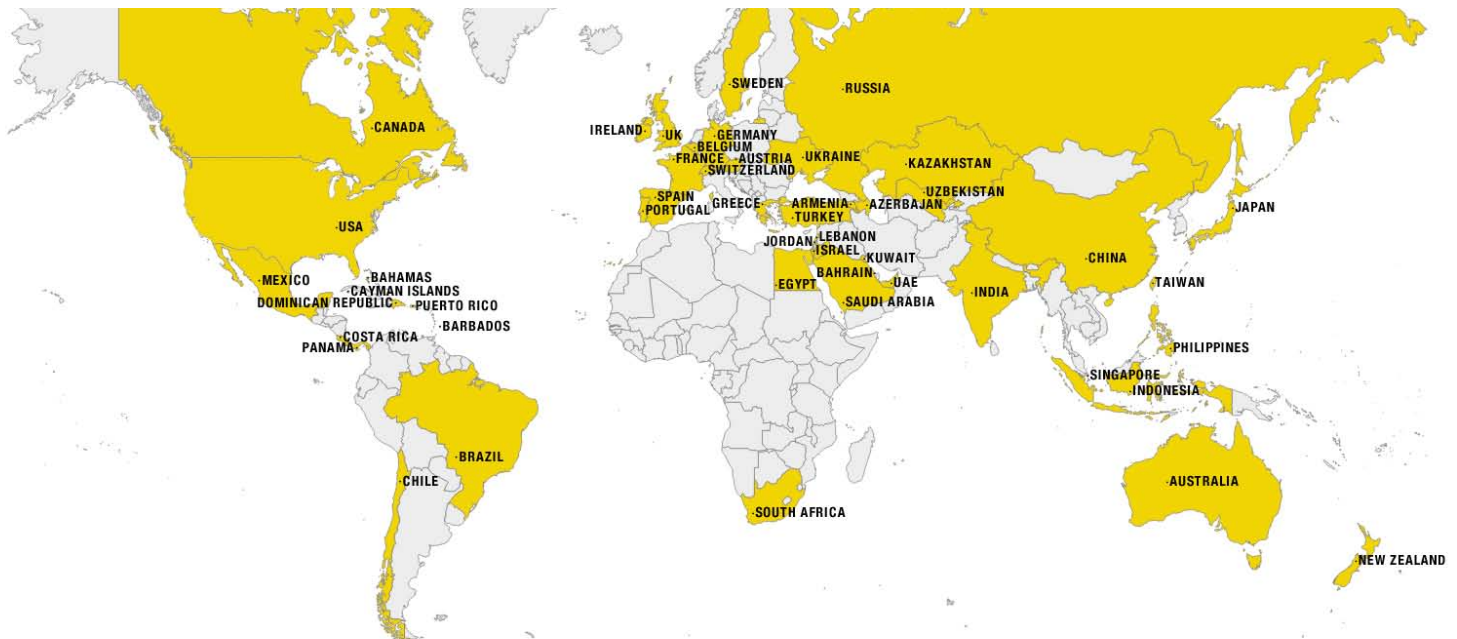 SWEDEN
RUSSIA
CANADA
IRELAND
UK
GERMANY
BELGIUM
FRANCE
AUSTRIA
UKRAINE
KAZAKHSTAN
SWITZERLAND
UZBEKISTAN
SPAIN
PORTUGAL
GREECE
ARMENIA
AZERBAIJAN
TURKEY
JAPAN
USA
JORDAN
LEBANON
ISRAEL
KUWAIT
CHINA
MEXICO
BAHAMAS
BAHRAIN
CAYMAN ISLANDS
EGYPT
UAE
INDIA
TAIWAN
DOMINICAN REPUBLIC
PUERTO RICO
SAUDI ARABIA
BARBADOS
COSTA RICA
PANAMA
PHILIPPINES
SINGAPORE
INDONESIA
BRAZIL
CHILE
AUSTRALIA
SOUTH AFRICA
NEW ZEALAND